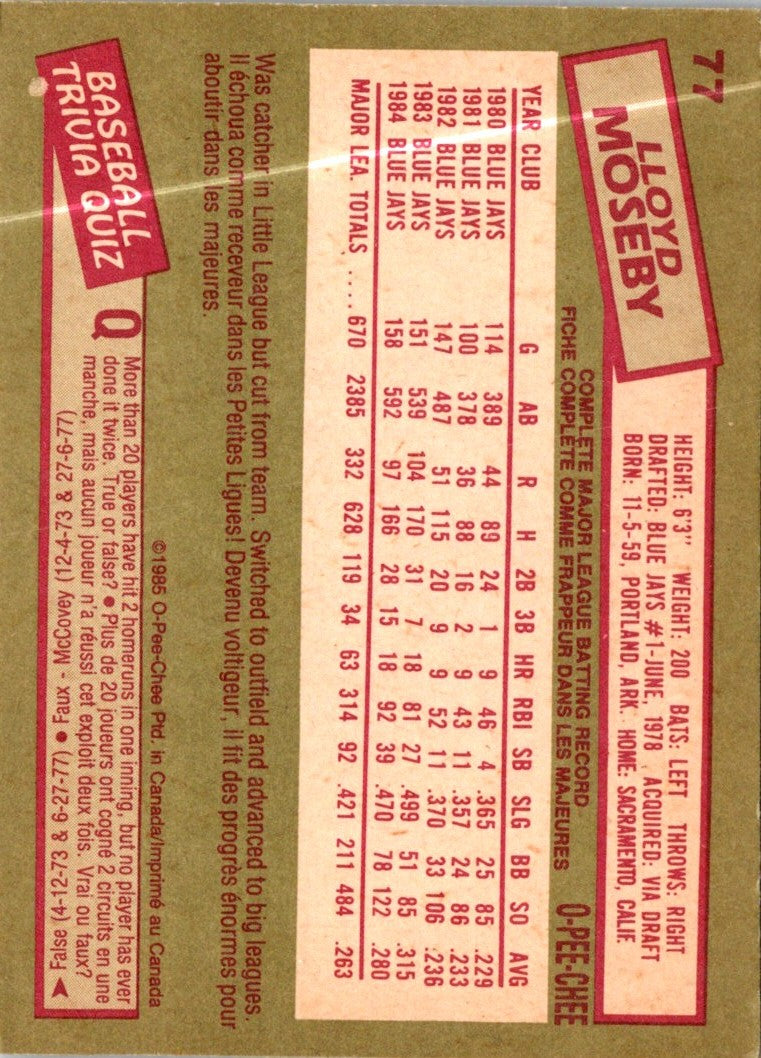 77
LLOYD
MOSEBY
HEIGHT: 6'3" WEIGHT: 200 BATS: LEFT THROWS: RIGHT
DRAFTED: BLUE JAYS #1-JUNE, 1978 ACQUIRED: VIA DRAFT
BORN: 11-5-59, PORTLAND, ARK. HOME: SACRAMENTO, CALIF.
COMPLETE MAJOR LEAGUE BATTING RECORD
FICHE COMPLÈTE COMME FRAPPEUR DANS LES MAJEURES O-PEE-CHEE
YEAR CLUB G AB R H 2B 3B HR RBI SB SLG BB SO AVG
1980 BLUE JAYS 114 389 44 89 24 1 9 46 4 .365 25 85 .229
1981 BLUE JAYS 100 378 36 88 16 2 9 43 11 .357 24 86 .233
1982 BLUE JAYS 147 487 51 115 20 9 9 52 11 .370 33 106 .236
1983 BLUE JAYS 151 539 104 170 31 7 18 81 27 .499 51 85 .315
1984 BLUE JAYS 158 592 97 166 28 15 18 92 39 .470 78 122 .280
MAJOR LEA. TOTALS ..... 670 2385 332 628 119 34 63 314 92 .421 211 484 .263
Was catcher in Little League but cut from team. Switched to outfield and advanced to big leagues.
Il échoua comme receveur dans les Petites Ligues! Devenu voltigeur, il fit des progrès énormes pour
aboutir dans les majeures.
©1985 O-Pee-Chee Ptd. in Canada/Imprimé au Canada
BASEBALL
TRIVIA QUIZ
Q More than 20 players have hit 2 homeruns in one inning, but no player has ever
done it twice. True or false? ● Plus de 20 joueurs ont cogné 2 circuits en une
manche, mais aucun joueur n'a réussi cet exploit deux fois. Vrai ou faux?
False (4-12-73 & 6-27-77) ● Faux - McCovey (12-4-73 & 27-6-77)